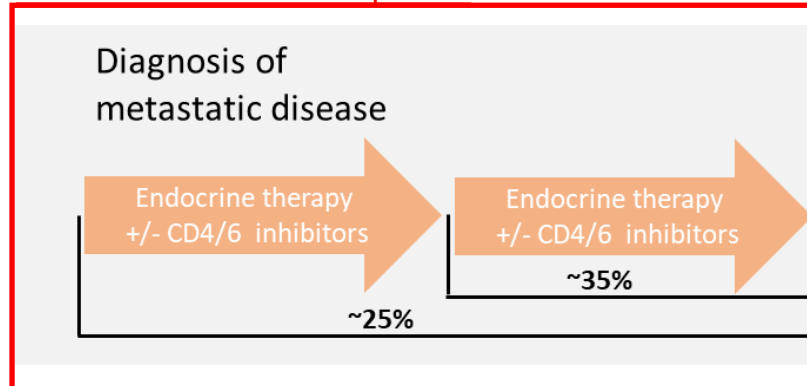 Diagnosis of
metastatic disease
Endocrine therapy
+/- CD4/6 inhibitors
Endocrine therapy
+/- CD4/6 inhibitors
~35%
~25%